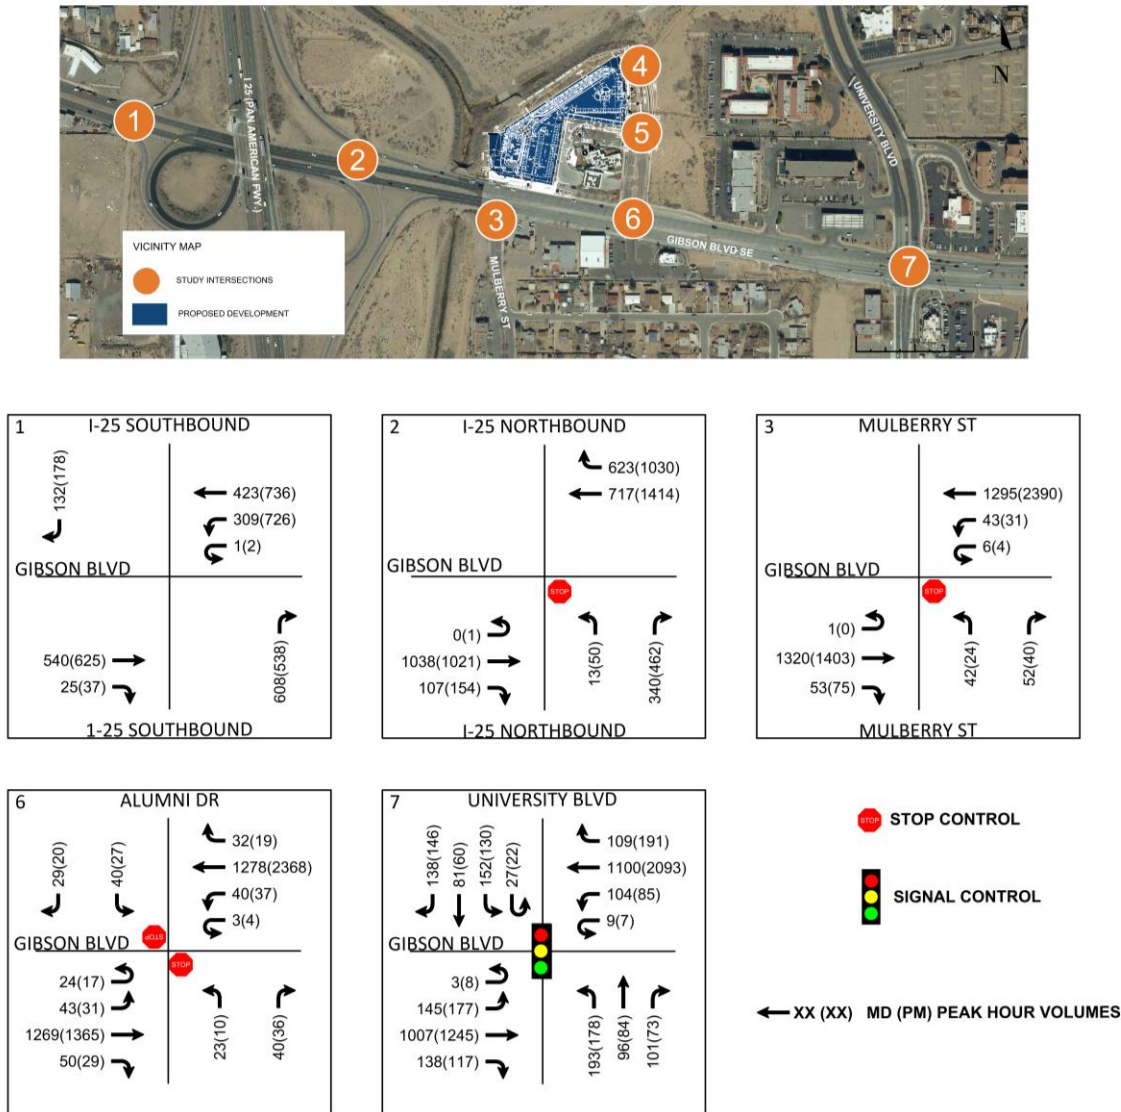 1
2
3
4
5
6
7
I 25 (PAN AMERICAN FWY.)
UNIVERSITY BLVD
GIBSON BLVD SE
MULBERRY ST
N
VICINITY MAP
STUDY INTERSECTIONS
PROPOSED DEVELOPMENT
1
I-25 SOUTHBOUND
132(178)
423(736)
309(726)
1(2)
GIBSON BLVD
540(625)
25(37)
608(538)
1-25 SOUTHBOUND
2
I-25 NORTHBOUND
623(1030)
717(1414)
GIBSON BLVD
STOP
0(1)
1038(1021)
107(154)
13(50)
340(462)
I-25 NORTHBOUND
3
MULBERRY ST
1295(2390)
43(31)
6(4)
GIBSON BLVD
STOP
1(0)
1320(1403)
53(75)
42(24)
52(40)
MULBERRY ST
6
ALUMNI DR
29(20)
40(27)
32(19)
1278(2368)
40(37)
3(4)
GIBSON BLVD
STOP
STOP
24(17)
43(31)
1269(1365)
50(29)
23(10)
40(36)
7
UNIVERSITY BLVD
138(146)
81(60)
152(130)
27(22)
109(191)
1100(2093)
104(85)
9(7)
GIBSON BLVD
3(8)
145(177)
1007(1245)
138(117)
193(178)
96(84)
101(73)
STOP
STOP CONTROL
SIGNAL CONTROL
XX (XX) MD (PM) PEAK HOUR VOLUMES